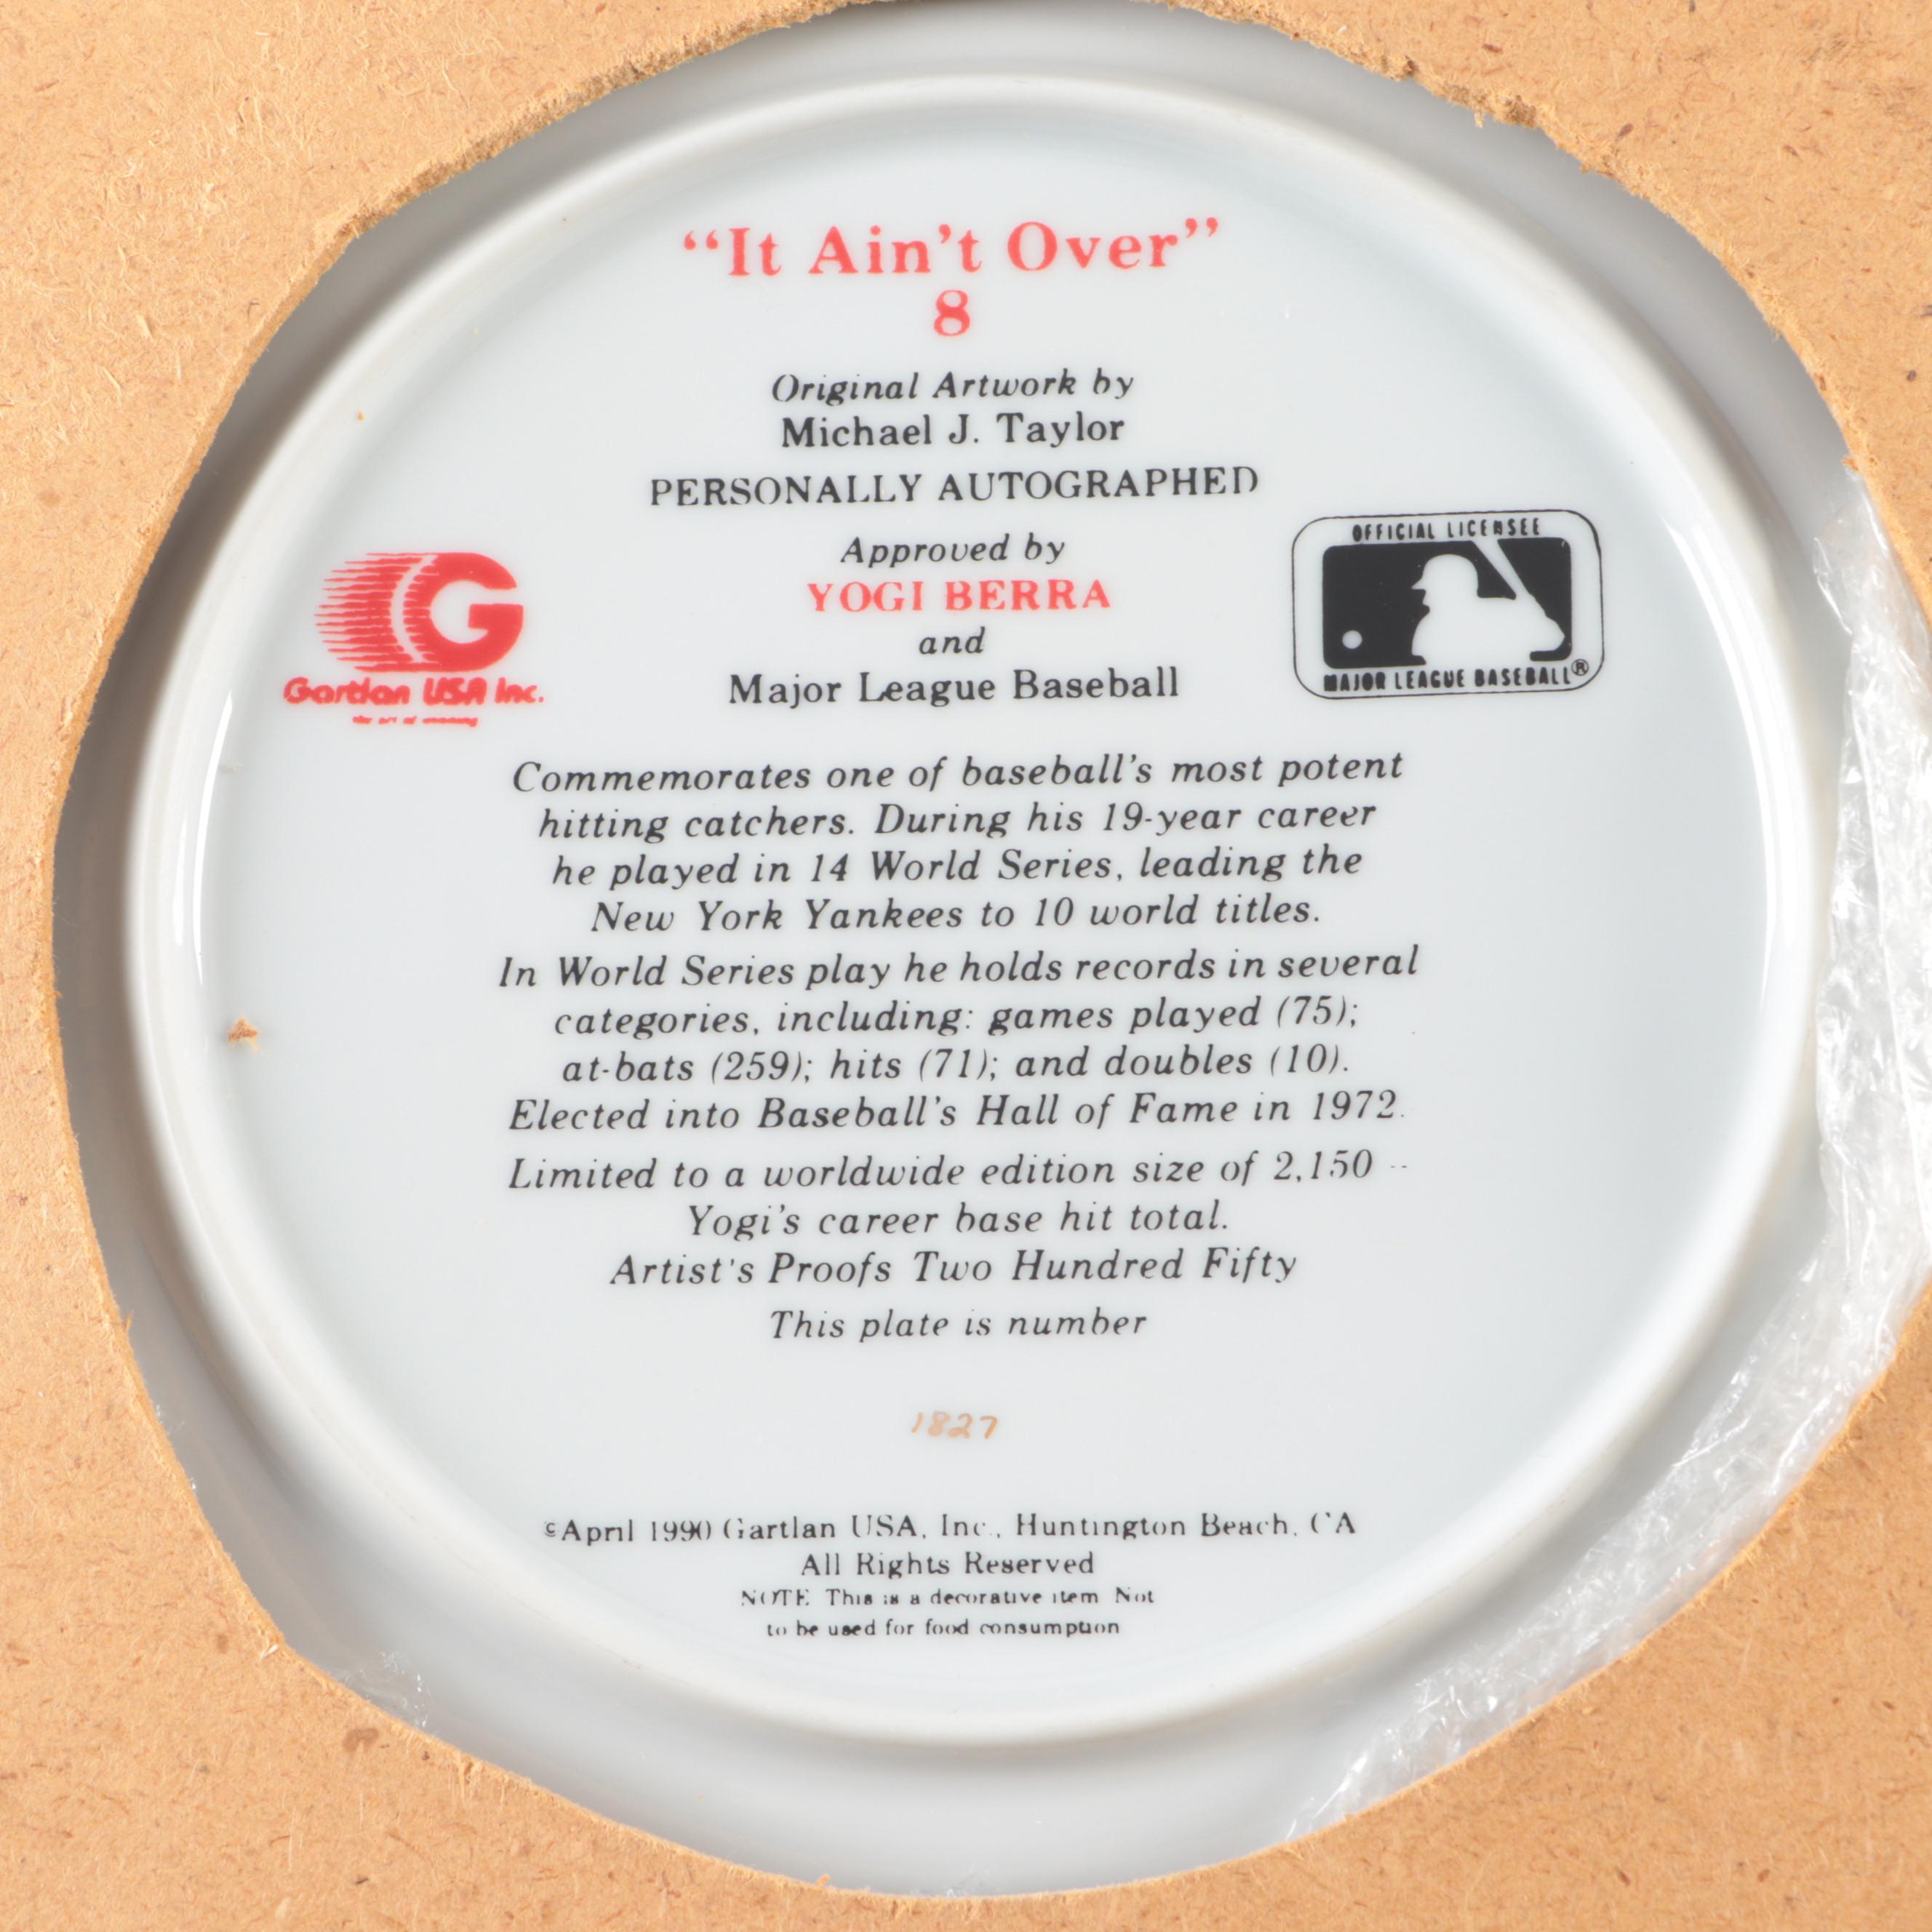 “It Ain’t Over”
8
Original Artwork by
Michael J. Taylor
PERSONALLY AUTOGRAPHED
Approved by
YOGI BERRA
and
Major League Baseball
G
Gartlan USA Inc.
OFFICIAL LICENSEE
MAJOR LEAGUE BASEBALL®
Commemorates one of baseball’s most potent
hitting catchers. During his 19-year career
he played in 14 World Series, leading the
New York Yankees to 10 world titles.
In World Series play he holds records in several
categories, including: games played (75);
at-bats (259); hits (71); and doubles (10).
Elected into Baseball’s Hall of Fame in 1972.
Limited to a worldwide edition size of 2,150 --
Yogi’s career base hit total.
Artist's Proofs Two Hundred Fifty
This plate is number
1827
©April 1990 Gartlan USA, Inc., Huntington Beach, CA
All Rights Reserved
NOTE This is a decorative item Not
to be used for food consumption